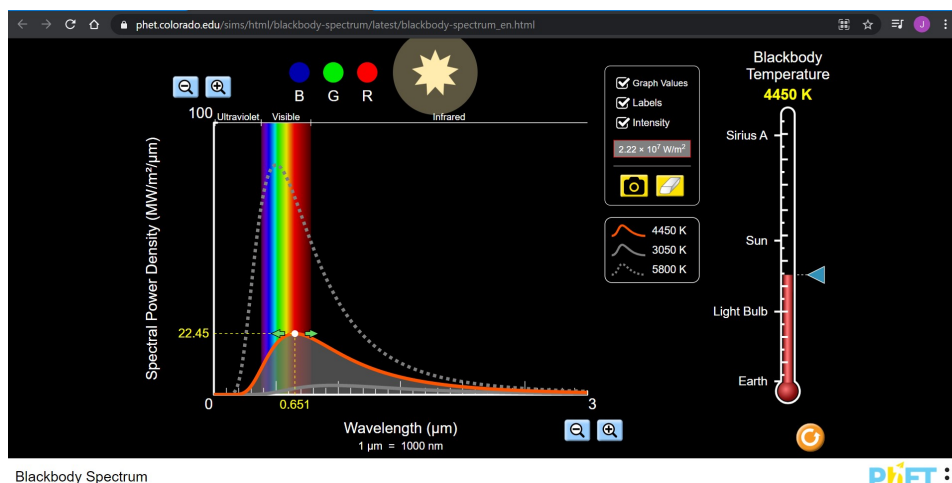 phet.colorado.edu/sims/html/blackbody-spectrum/latest/blackbody-spectrum_en.html
J
B G R
100
Ultraviolet Visible Infrared
Spectral Power Density (MW/m²/μm)
22.45
0
0.651
3
Wavelength (μm)
1 μm = 1000 nm
Graph Values
Labels
Intensity
2.22 × 10⁷ W/m²
4450 K
3050 K
5800 K
Blackbody
Temperature
4450 K
Sirius A
Sun
Light Bulb
Earth
Blackbody Spectrum
PhET